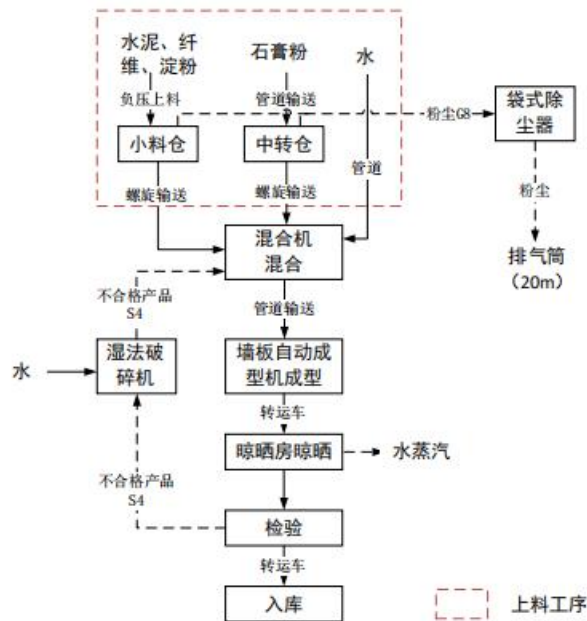 水泥、纤
维、淀粉
石膏粉
水
负压上料
管道输送
粉尘G8
袋式除
尘器
小料仓
中转仓
管道
粉尘
螺旋输送
螺旋输送
混合机
混合
排气筒
（20m）
不合格产品
S4
管道输送
水
湿法破
碎机
墙板自动成
型机成型
转运车
晾晒房晾晒
水蒸汽
不合格产品
S4
检验
转运车
入库
上料工序